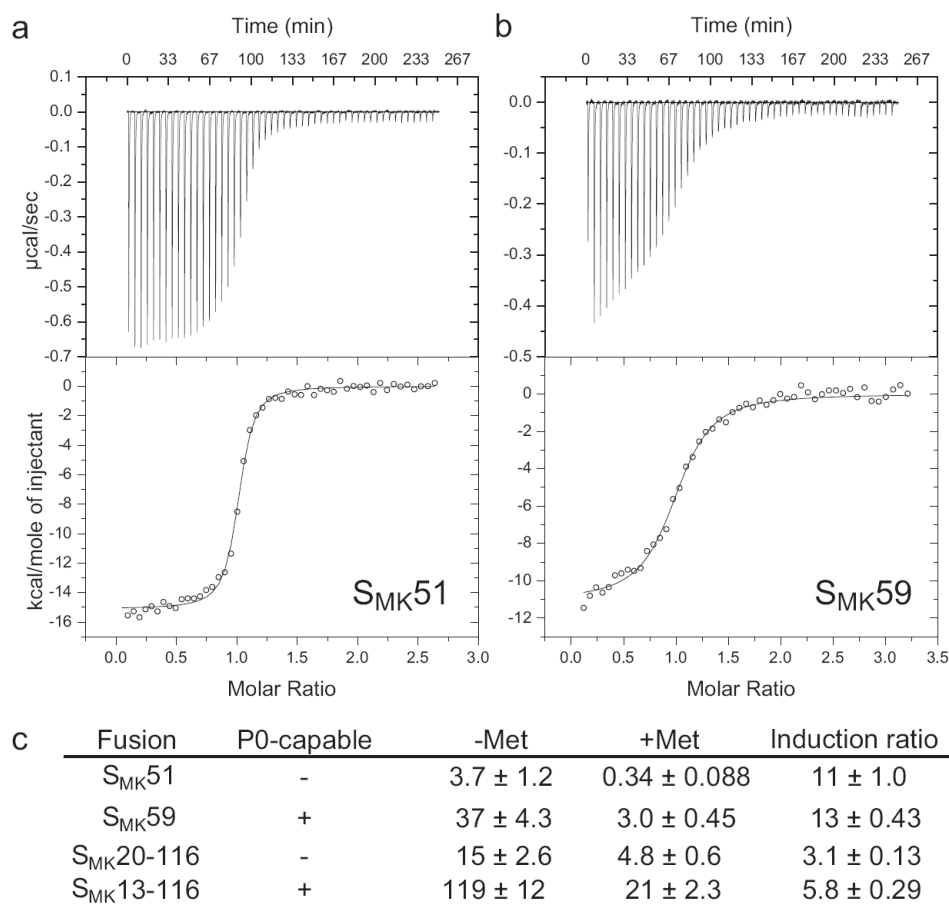 a
Time (min)
0 33 67 100 133 167 200 233 267
0.1
0.0
-0.1
-0.2
-0.3
-0.4
-0.5
-0.6
-0.7
µcal/sec
0
-2
-4
-6
-8
-10
-12
-14
-16
kcal/mole of injectant
S_MK51
0.0 0.5 1.0 1.5 2.0 2.5 3.0
Molar Ratio
b
Time (min)
0 33 67 100 133 167 200 233 267
0.0
-0.1
-0.2
-0.3
-0.4
-0.5
0
-2
-4
-6
-8
-10
-12
S_MK59
0.0 0.5 1.0 1.5 2.0 2.5 3.0 3.5
Molar Ratio
c
Fusion P0-capable -Met +Met Induction ratio
S_MK51 - 3.7 ± 1.2 0.34 ± 0.088 11 ± 1.0
S_MK59 + 37 ± 4.3 3.0 ± 0.45 13 ± 0.43
S_MK20-116 - 15 ± 2.6 4.8 ± 0.6 3.1 ± 0.13
S_MK13-116 + 119 ± 12 21 ± 2.3 5.8 ± 0.29